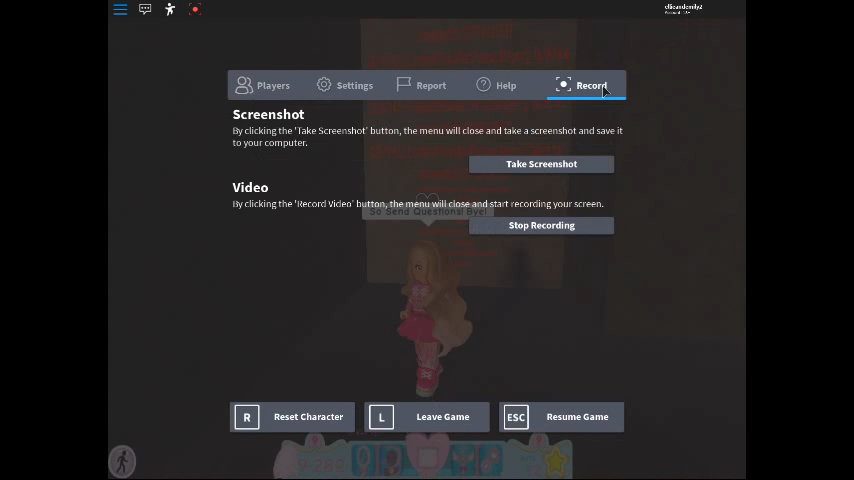 ellieandemily2
Players
Settings
Report
Help
Record
Screenshot
By clicking the 'Take Screenshot' button, the menu will close and take a screenshot and save it
to your computer.
Take Screenshot
Video
By clicking the 'Record Video' button, the menu will close and start recording your screen.
So Send Questions! Bye!
Stop Recording
R
Reset Character
L
Leave Game
ESC
Resume Game